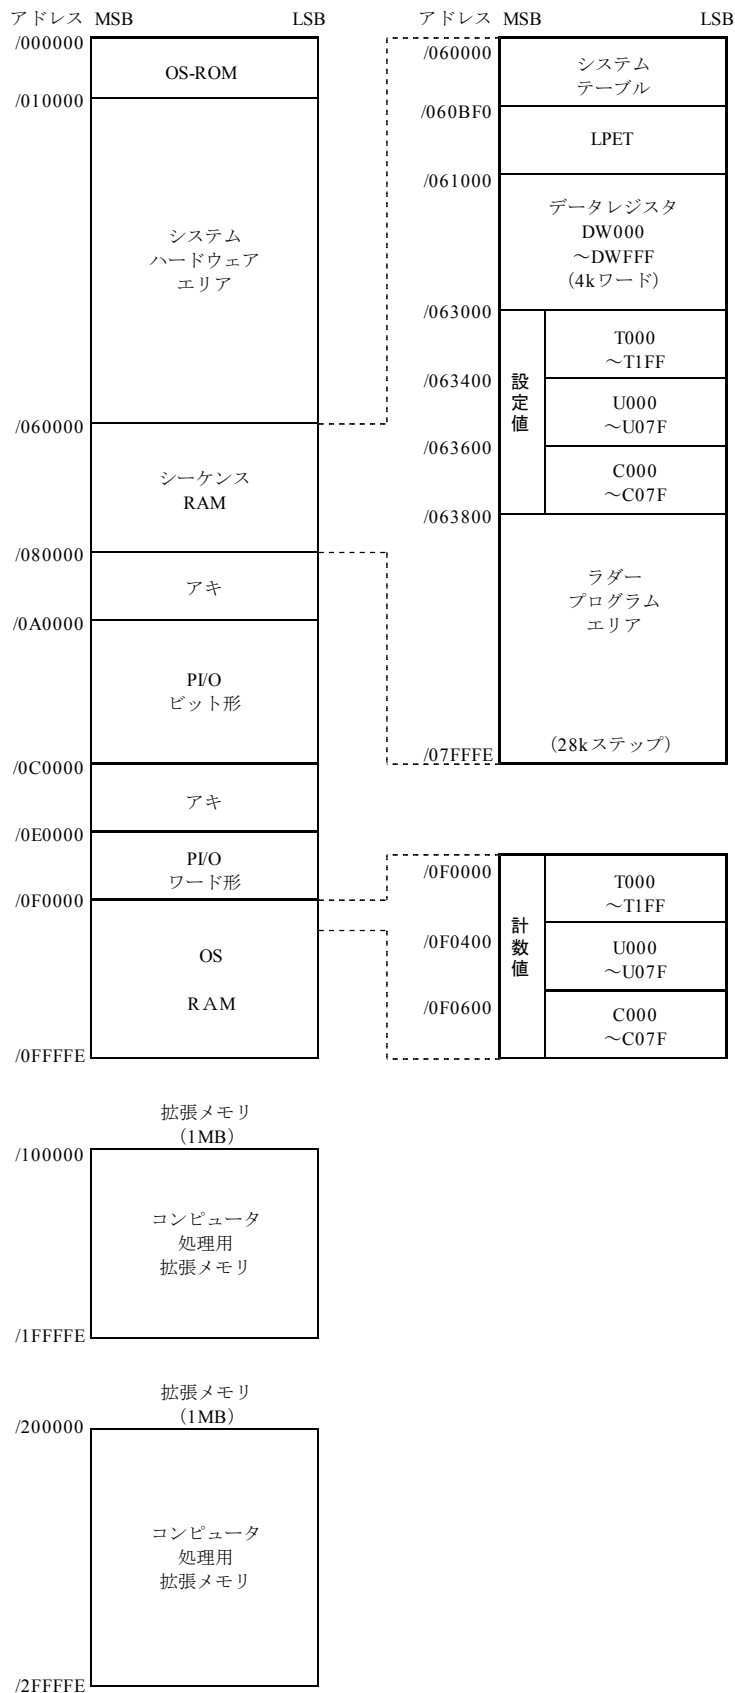 アドレス MSB LSB
/000000
OS-ROM
/010000
システム
ハードウェア
エリア
/060000
シーケンス
RAM
/080000
アキ
/0A0000
PI/O
ビット形
/0C0000
アキ
/0E0000
PI/O
ワード形
/0F0000
OS
RAM
/0FFFFE
アドレス MSB LSB
/060000
システム
テーブル
/060BF0
LPET
/061000
データレジスタ
DW000
~DWFFF
(4kワード)
/063000
設定値
T000
~T1FF
/063400
U000
~U07F
/063600
C000
~C07F
/063800
ラダー
プログラム
エリア
(28kステップ)
/07FFFE
/0F0000
計数値
T000
~T1FF
/0F0400
U000
~U07F
/0F0600
C000
~C07F
拡張メモリ
(1MB)
/100000
コンピュータ
処理用
拡張メモリ
/1FFFFE
拡張メモリ
(1MB)
/200000
コンピュータ
処理用
拡張メモリ
/2FFFFE